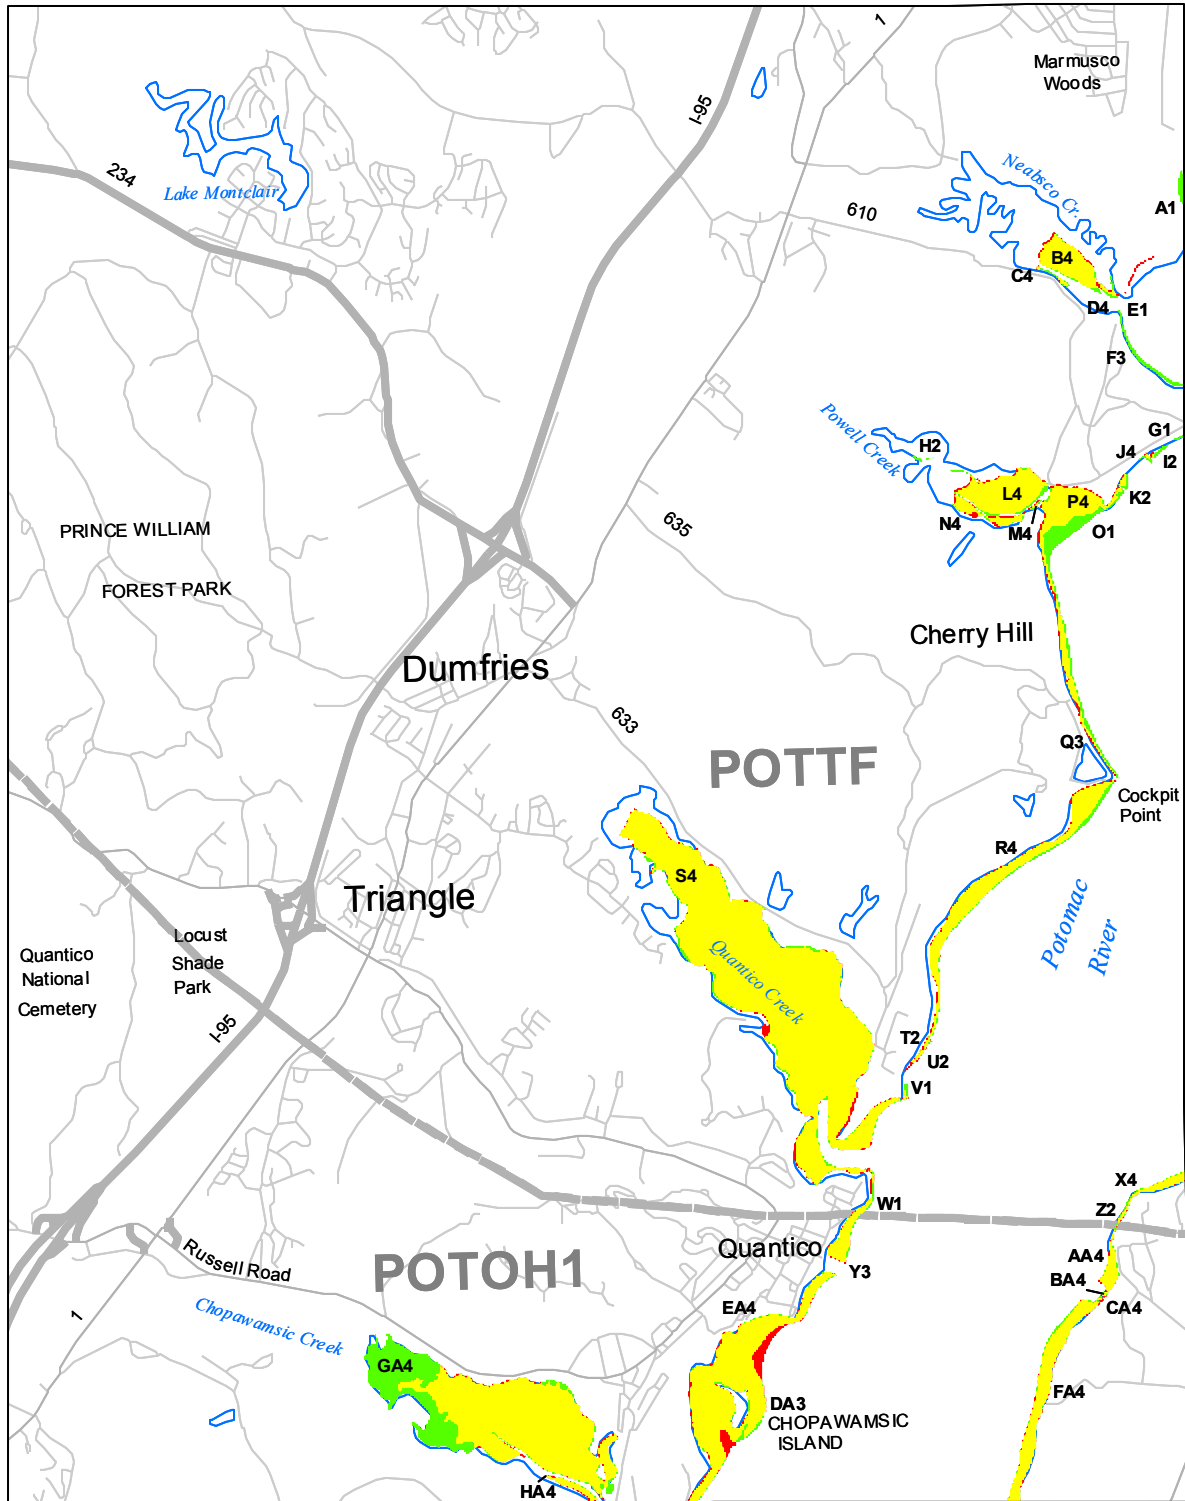 1
Marmusco
Woods
I-95
234
Lake Montclair
Neabsco Cr.
610
A1
B4
C4
D4
E1
F3
Powell Creek
H2
G1
J4
I2
L4
P4
K2
N4
M4
O1
635
PRINCE WILLIAM
FOREST PARK
Cherry Hill
Dumfries
633
Q3
POTTF
Cockpit
Point
R4
S4
Triangle
Potomac
River
Quantico
National
Cemetery
Locust
Shade
Park
Quantico Creek
I-95
T2
U2
V1
X4
W1
Z2
Quantico
Russell Road
POTOH1
Y3
AA4
BA4
CA4
1
Chopawamsic Creek
EA4
GA4
FA4
DA3
CHOPAWAMSIC
ISLAND
HA4